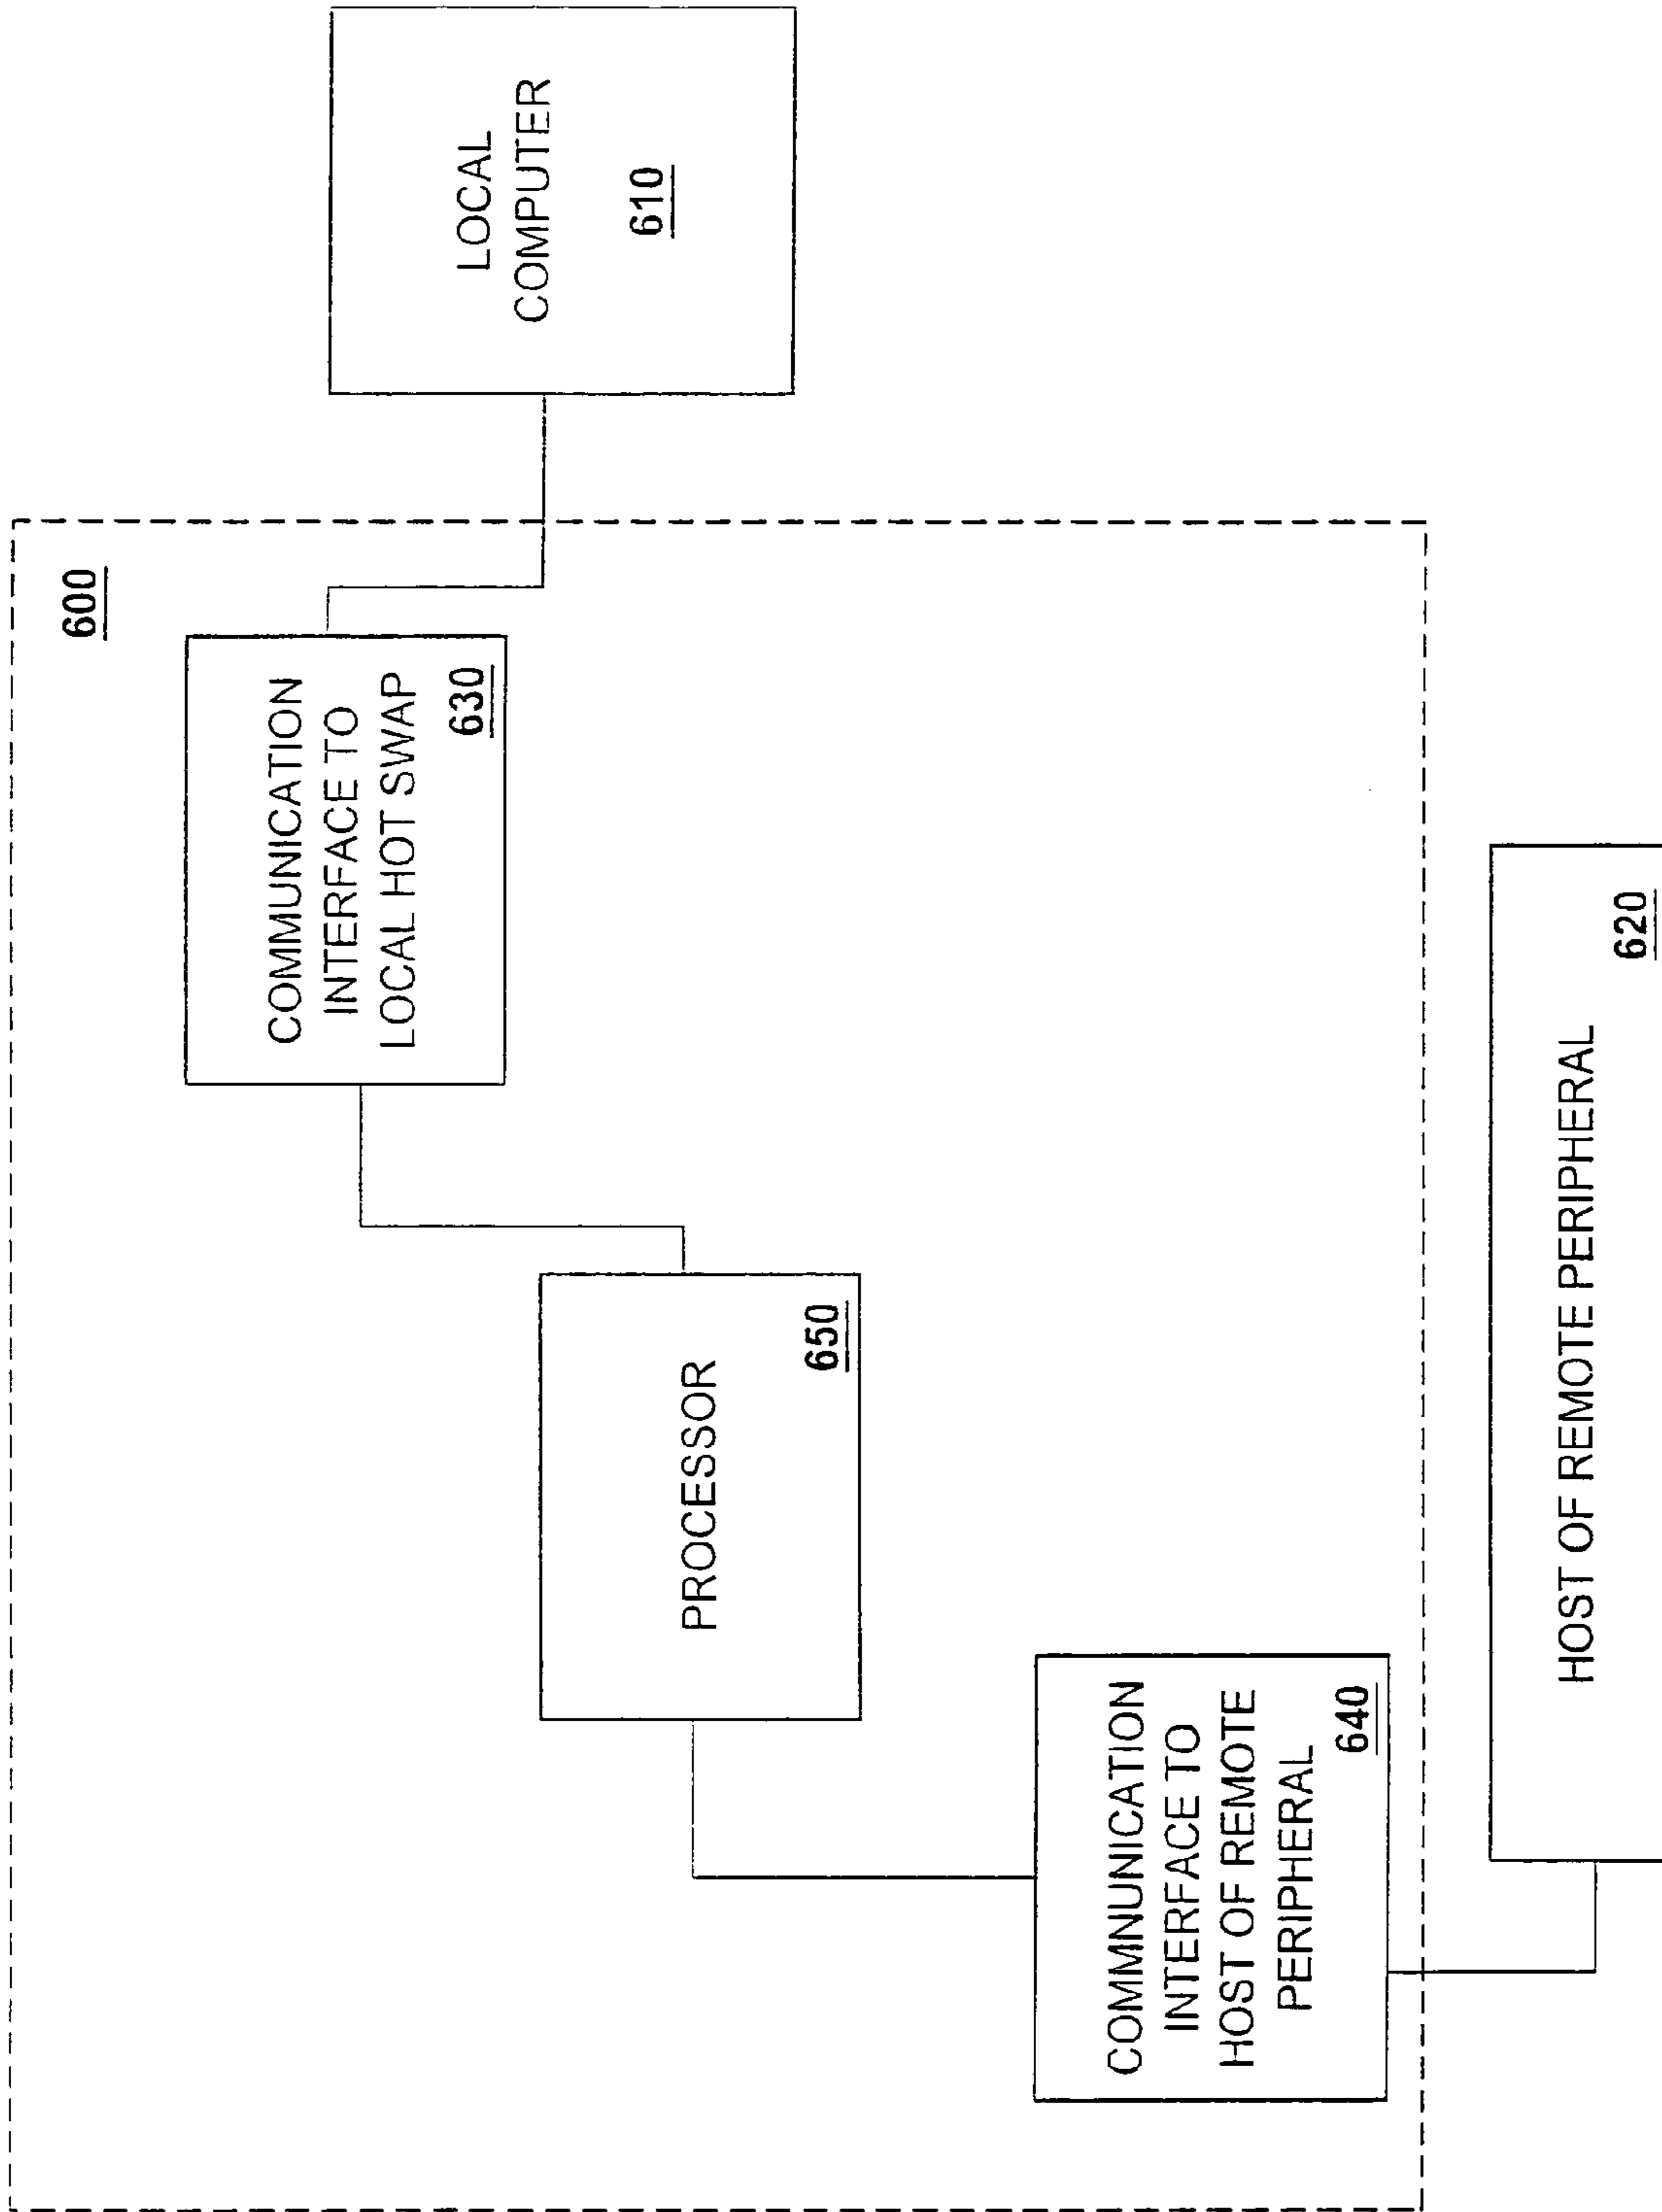 600
COMMUNICATION
INTERFACE TO
LOCAL HOT SWAP
630
LOCAL
COMPUTER
610
PROCESSOR
650
COMMNUNICATION
INTERFACE TO
HOST OF REMOTE
PERIPHERAL
640
HOST OF REMOTE PERIPHERAL
620